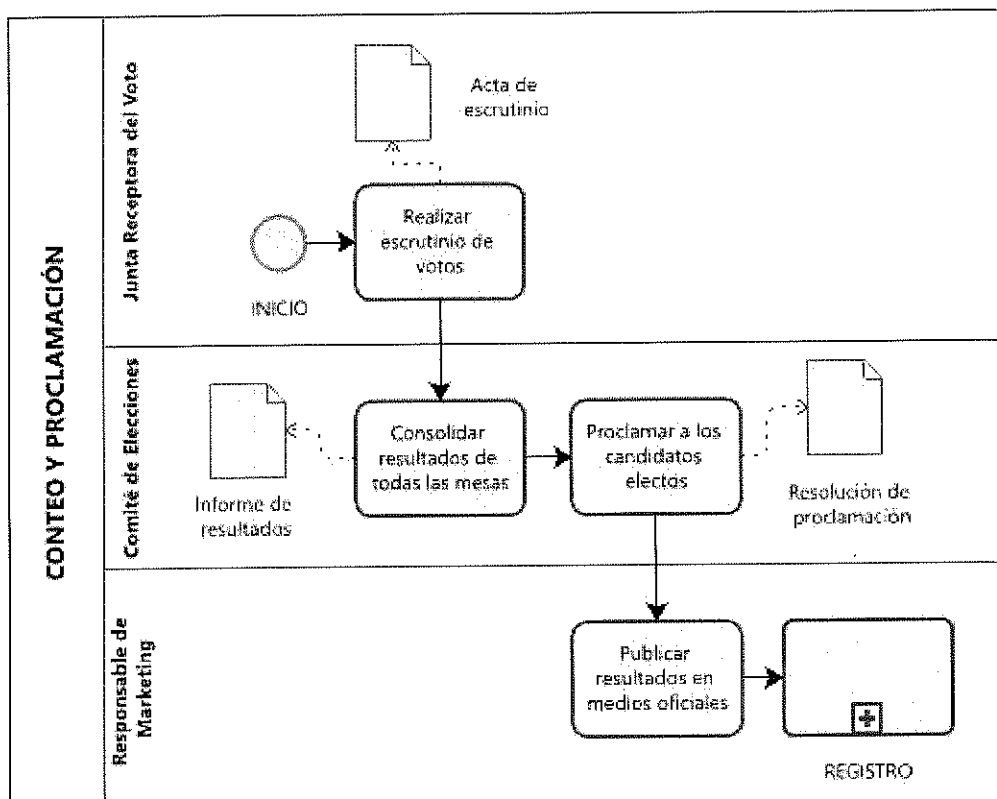 CONTEO Y PROCLAMACIÓN
Junta Receptora del Voto
Acta de
escrutinio
Realizar
escrutinio de
votos
INICIO
Comité de Elecciones
Informe de
resultados
Consolidar
resultados de
todas las mesas
Proclamar a los
candidatos
electos
Resolución de
proclamación
Responsable de
Marketing
Publicar
resultados en
medios oficiales
REGISTRO